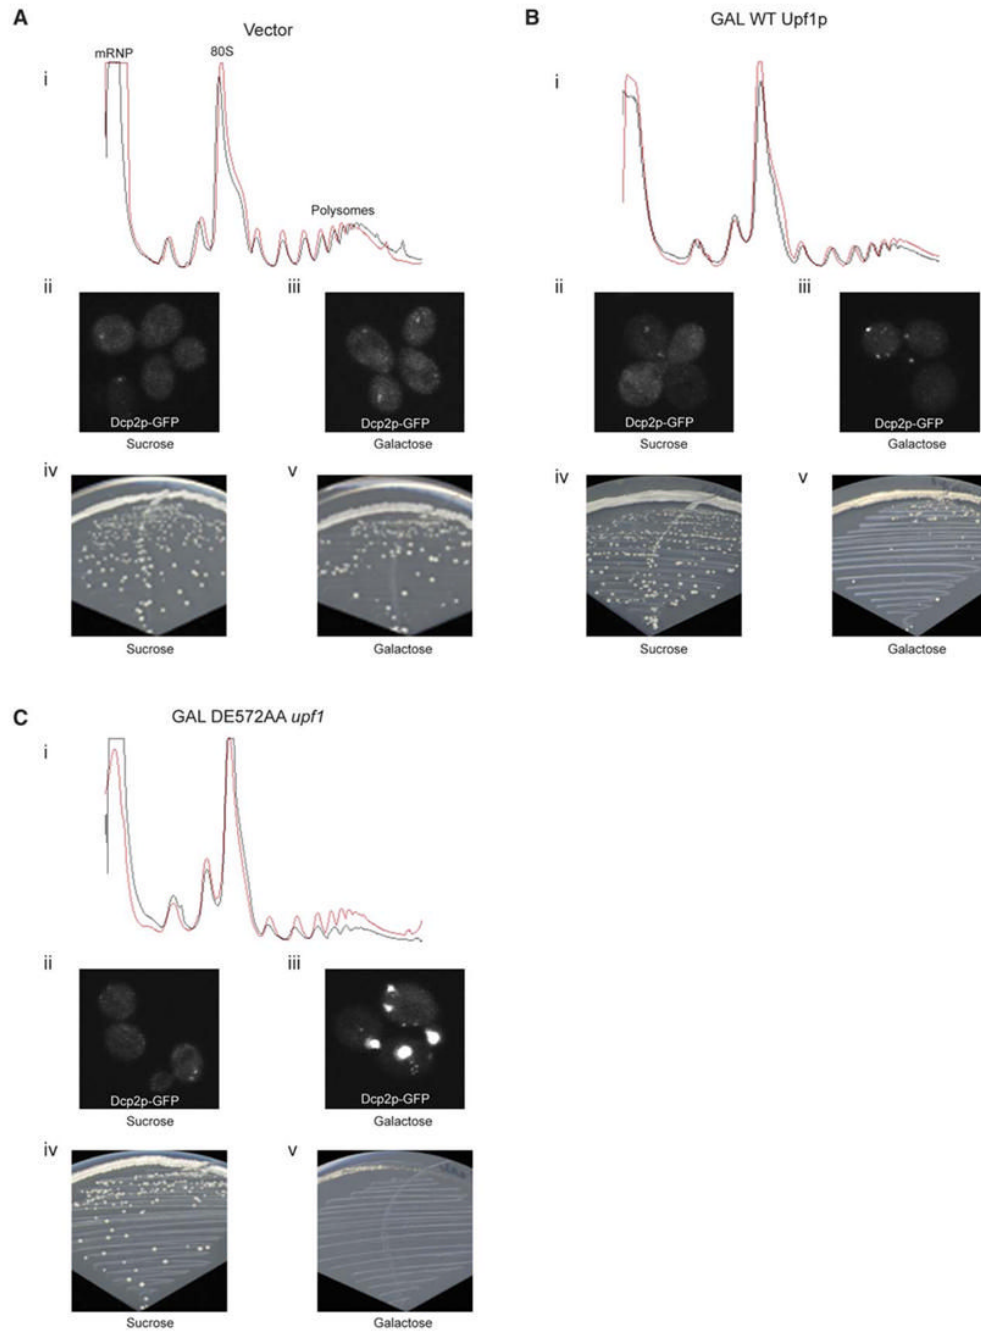 A
Vector
mRNP
80S
i
Polysomes
ii
iii
Dcp2p-GFP
Dcp2p-GFP
Sucrose
Galactose
iv
v
Sucrose
Galactose
B
GAL WT Upf1p
i
ii
iii
Dcp2p-GFP
Dcp2p-GFP
Sucrose
Galactose
iv
v
Sucrose
Galactose
C
GAL DE572AA upf1
i
ii
iii
Dcp2p-GFP
Dcp2p-GFP
Sucrose
Galactose
iv
v
Sucrose
Galactose